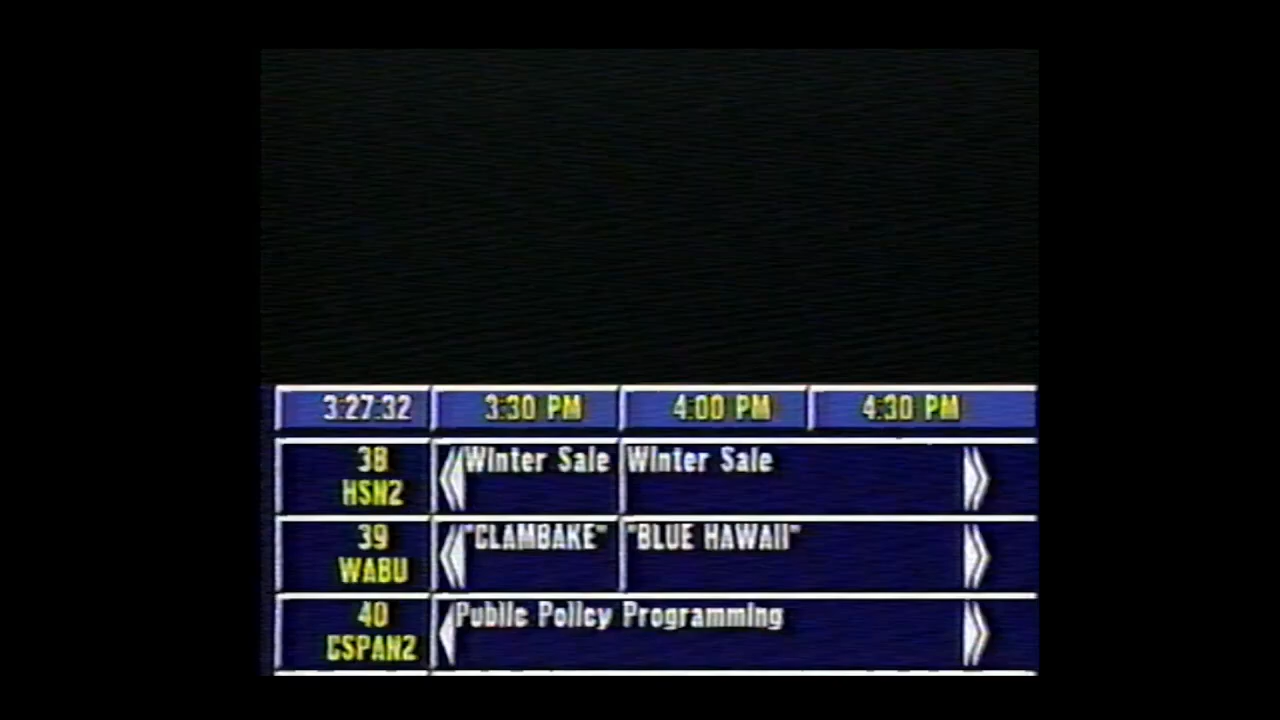 3:27:32 3:30 PM 4:00 PM 4:30 PM
38 Winter Sale Winter Sale
HSN2
39 "CLAMBAKE" "BLUE HAWAII"
WABU
40 Public Policy Programming
CSPAN2